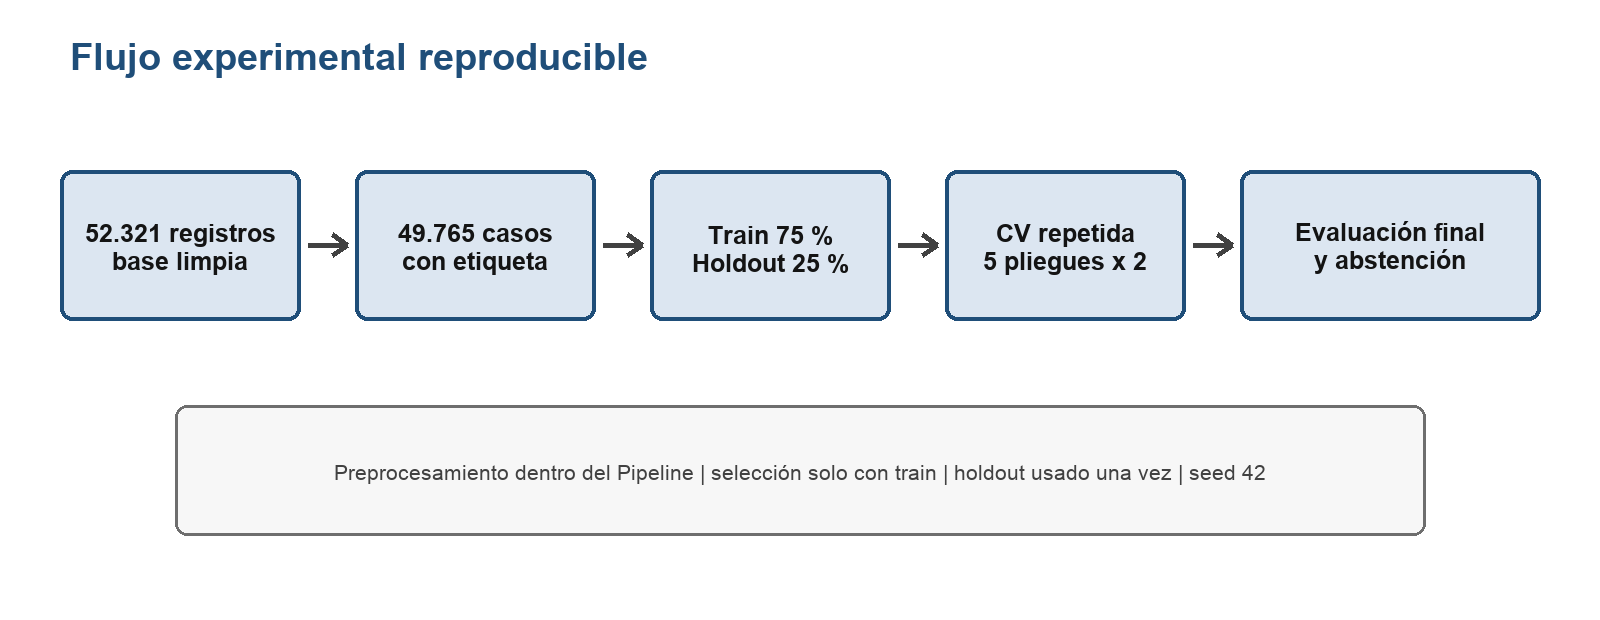 Flujo experimental reproducible
52.321 registros
base limpia
49.765 casos
con etiqueta
Train 75 %
Holdout 25 %
CV repetida
5 pliegues x 2
Evaluación final
y abstención
Preprocesamiento dentro del Pipeline | selección solo con train | holdout usado una vez | seed 42